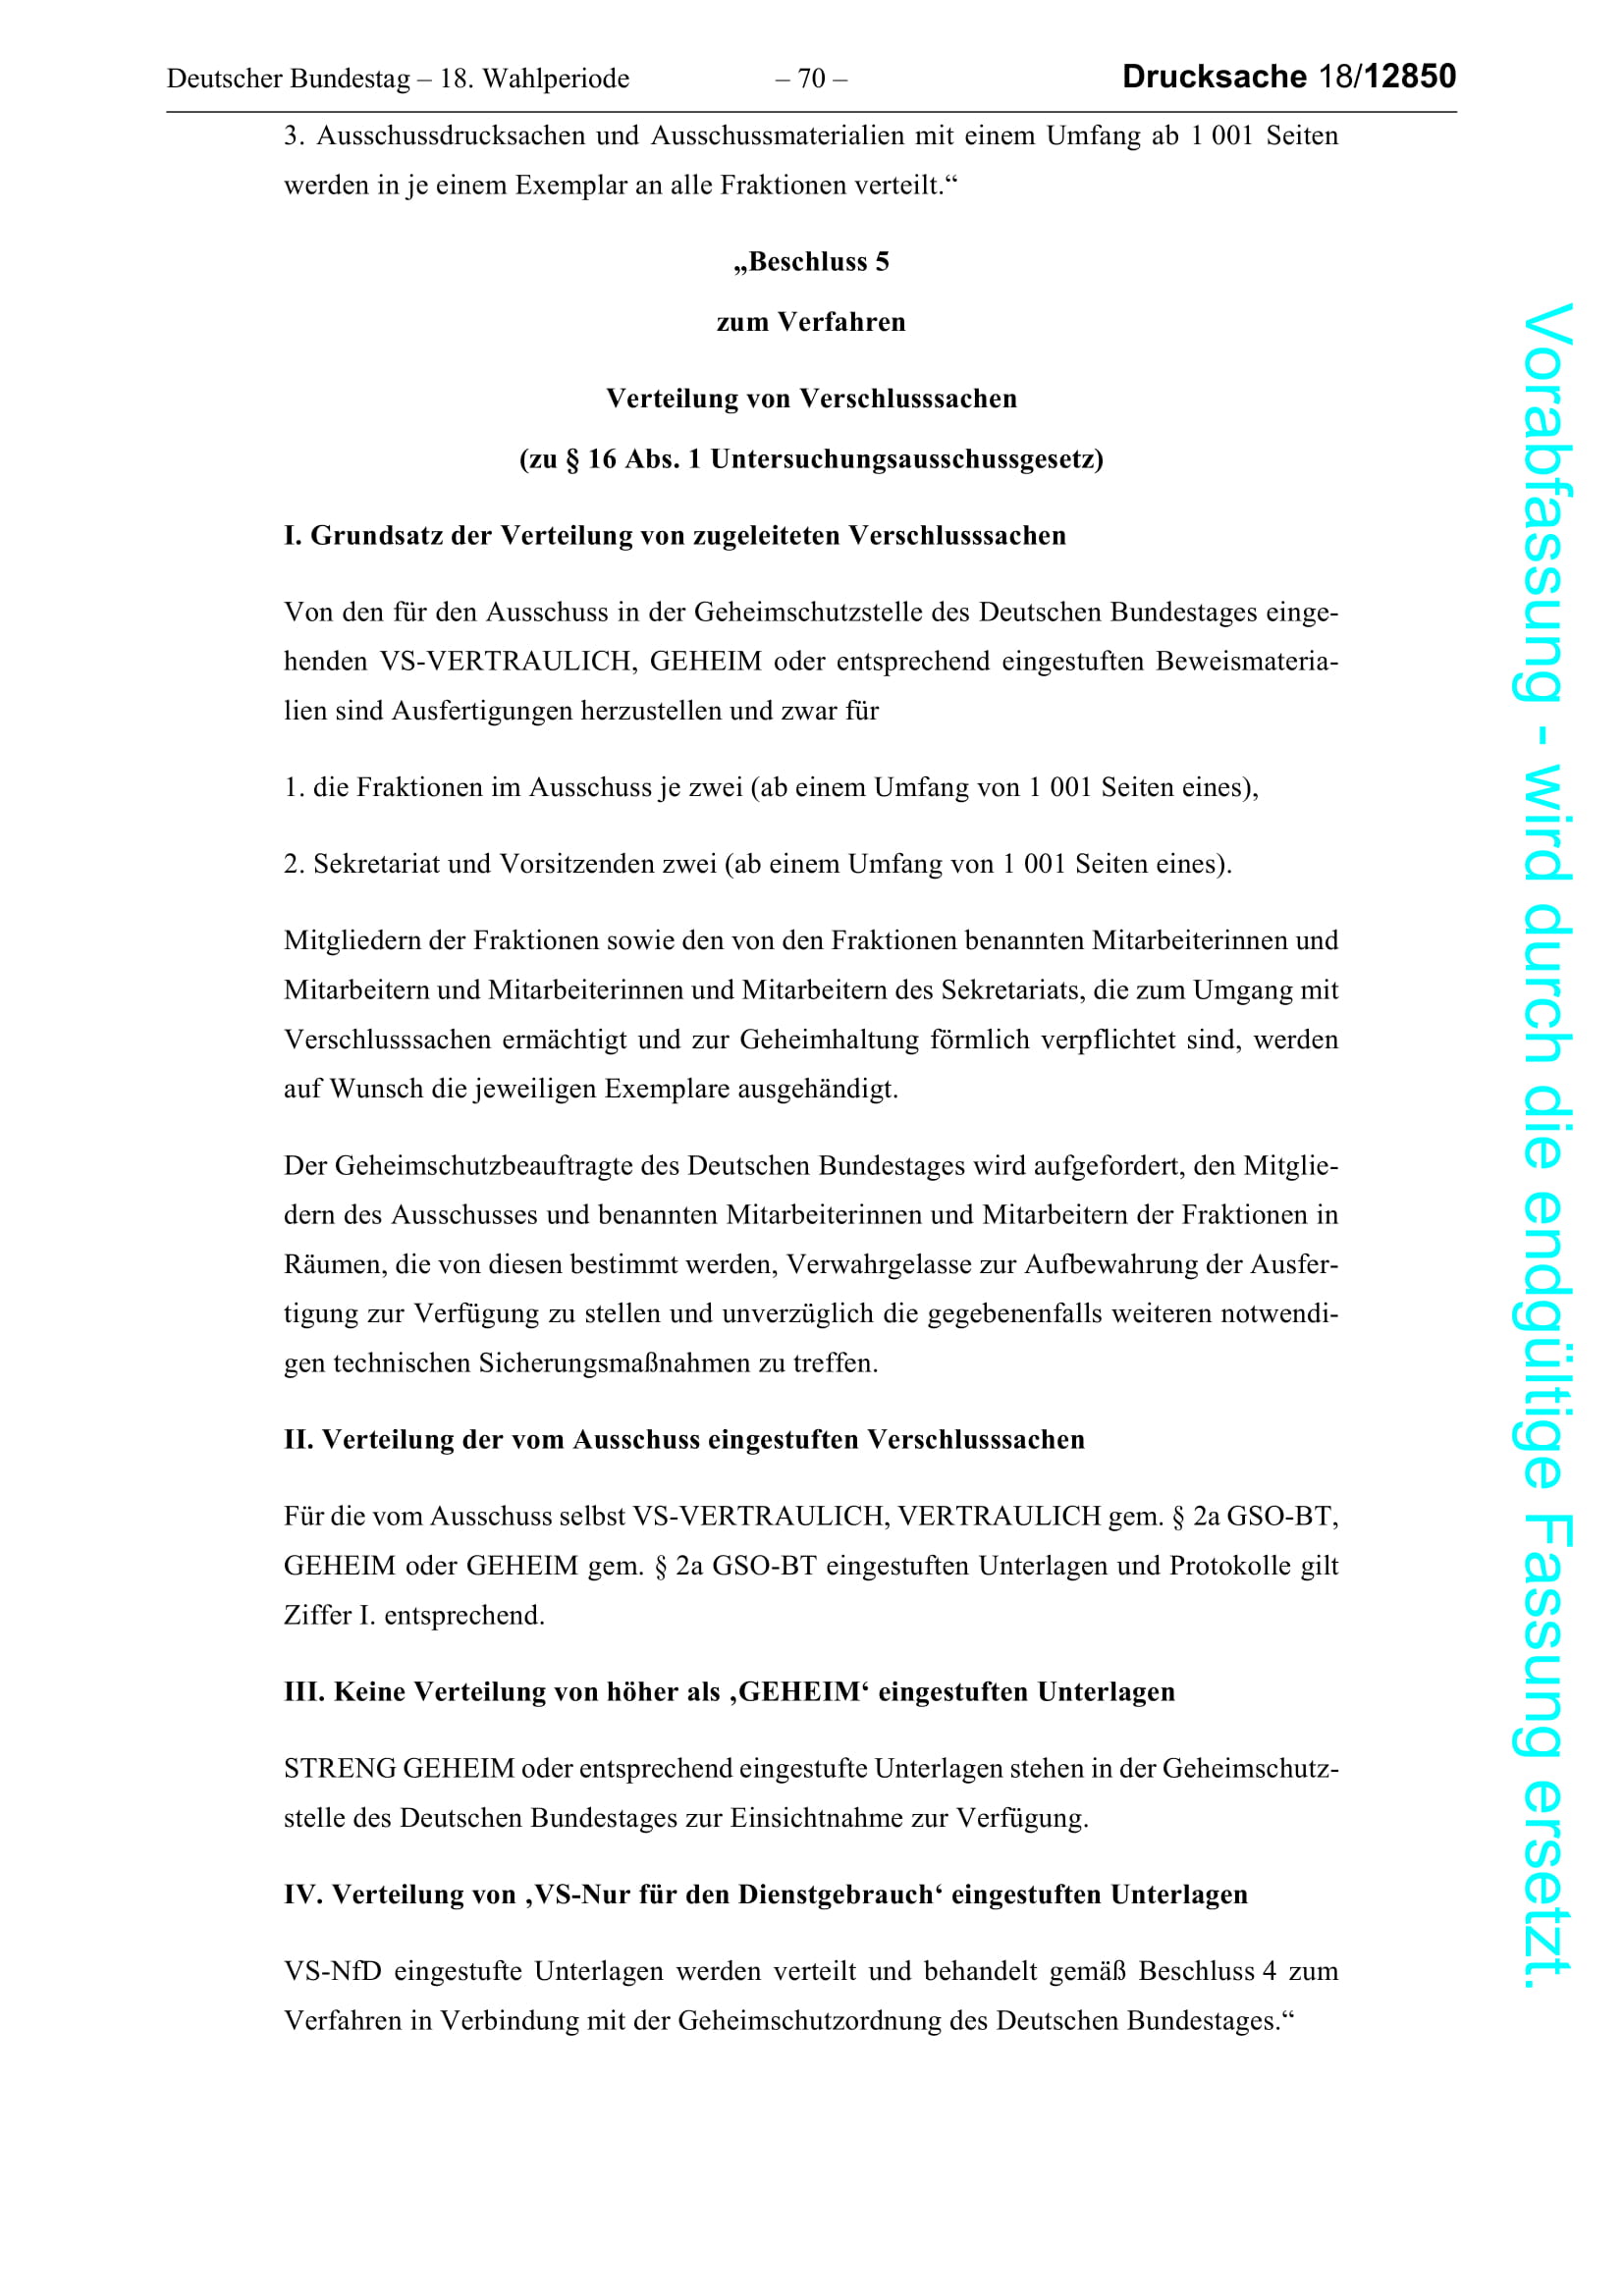 Deutscher Bundestag – 18. Wahlperiode – 70 – Drucksache 18/12850
3. Ausschussdrucksachen und Ausschussmaterialien mit einem Umfang ab 1 001 Seiten
werden in je einem Exemplar an alle Fraktionen verteilt.“
„Beschluss 5
zum Verfahren
Verteilung von Verschlusssachen
(zu § 16 Abs. 1 Untersuchungsausschussgesetz)
I. Grundsatz der Verteilung von zugeleiteten Verschlusssachen
Von den für den Ausschuss in der Geheimschutzstelle des Deutschen Bundestages einge-
henden VS-VERTRAULICH, GEHEIM oder entsprechend eingestuften Beweismateria-
lien sind Ausfertigungen herzustellen und zwar für
1. die Fraktionen im Ausschuss je zwei (ab einem Umfang von 1 001 Seiten eines),
2. Sekretariat und Vorsitzenden zwei (ab einem Umfang von 1 001 Seiten eines).
Mitgliedern der Fraktionen sowie den von den Fraktionen benannten Mitarbeiterinnen und
Mitarbeitern und Mitarbeiterinnen und Mitarbeitern des Sekretariats, die zum Umgang mit
Verschlusssachen ermächtigt und zur Geheimhaltung förmlich verpflichtet sind, werden
auf Wunsch die jeweiligen Exemplare ausgehändigt.
Der Geheimschutzbeauftragte des Deutschen Bundestages wird aufgefordert, den Mitglie-
dern des Ausschusses und benannten Mitarbeiterinnen und Mitarbeitern der Fraktionen in
Räumen, die von diesen bestimmt werden, Verwahrgelasse zur Aufbewahrung der Ausfer-
tigung zur Verfügung zu stellen und unverzüglich die gegebenenfalls weiteren notwendi-
gen technischen Sicherungsmaßnahmen zu treffen.
II. Verteilung der vom Ausschuss eingestuften Verschlusssachen
Für die vom Ausschuss selbst VS-VERTRAULICH, VERTRAULICH gem. § 2a GSO-BT,
GEHEIM oder GEHEIM gem. § 2a GSO-BT eingestuften Unterlagen und Protokolle gilt
Ziffer I. entsprechend.
III. Keine Verteilung von höher als ‚GEHEIM‘ eingestuften Unterlagen
STRENG GEHEIM oder entsprechend eingestufte Unterlagen stehen in der Geheimschutz-
stelle des Deutschen Bundestages zur Einsichtnahme zur Verfügung.
IV. Verteilung von ‚VS-Nur für den Dienstgebrauch‘ eingestuften Unterlagen
VS-NfD eingestufte Unterlagen werden verteilt und behandelt gemäß Beschluss 4 zum
Verfahren in Verbindung mit der Geheimschutzordnung des Deutschen Bundestages.“
Vorabfassung - wird durch die endgültige Fassung ersetzt.